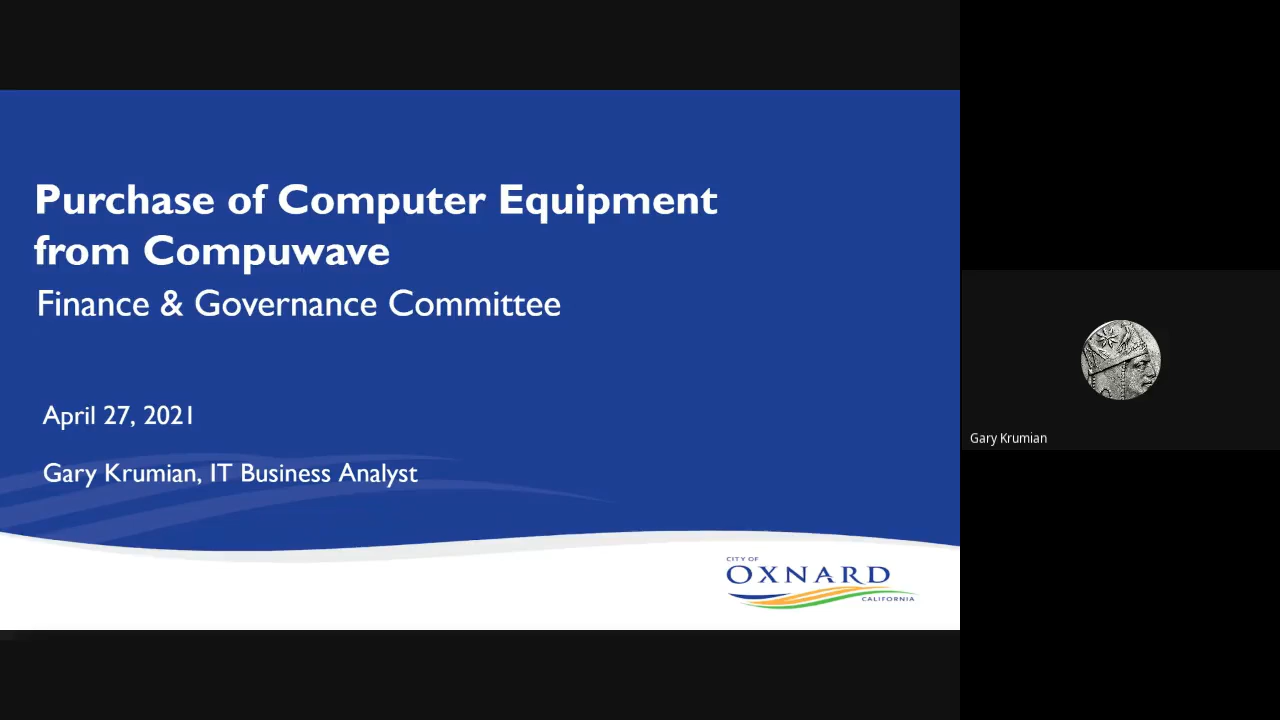 Purchase of Computer Equipment
from Compuwave
Finance & Governance Committee
April 27, 2021
Gary Krumian, IT Business Analyst
CITY OF
OXNARD
CALIFORNIA
Gary Krumian